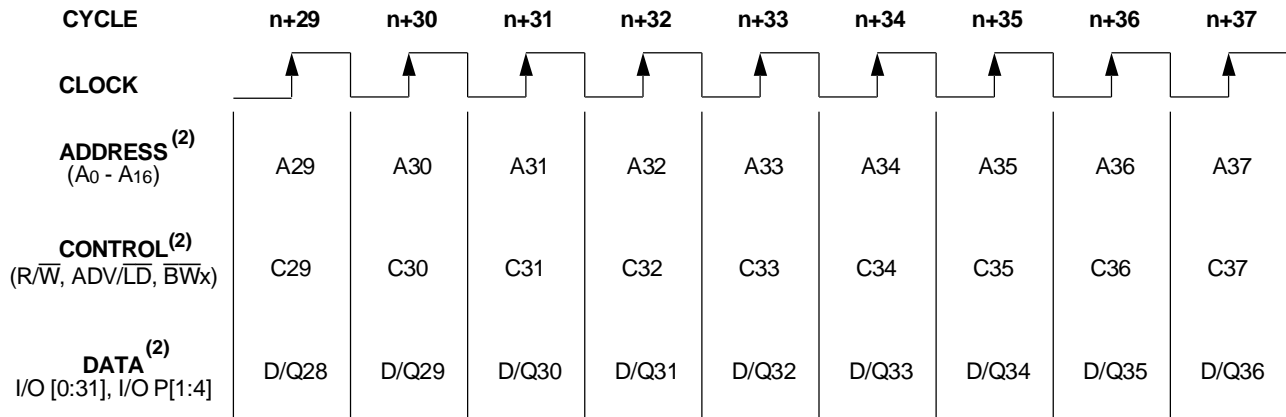 CYCLE n+29 n+30 n+31 n+32 n+33 n+34 n+35 n+36 n+37
CLOCK
ADDRESS(2)
(A0 - A16) A29 A30 A31 A32 A33 A34 A35 A36 A37
CONTROL(2)
(R/W̅, ADV/L̅D̅, B̅W̅x) C29 C30 C31 C32 C33 C34 C35 C36 C37
DATA(2)
I/O [0:31], I/O P[1:4] D/Q28 D/Q29 D/Q30 D/Q31 D/Q32 D/Q33 D/Q34 D/Q35 D/Q36